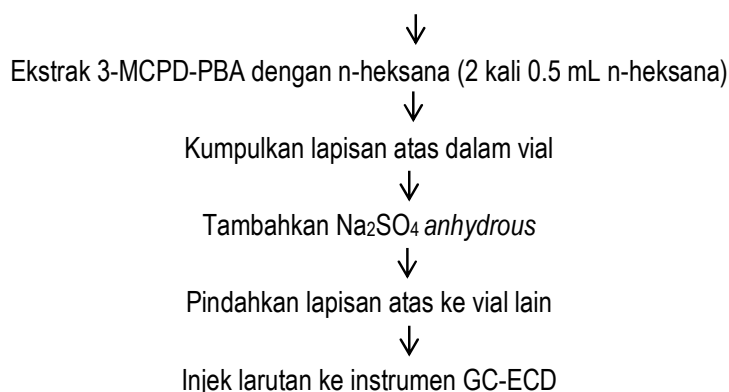 Ekstrak 3-MCPD-PBA dengan n-heksana (2 kali 0.5 mL n-heksana)
Kumpulkan lapisan atas dalam vial
Tambahkan Na₂SO₄ anhydrous
Pindahkan lapisan atas ke vial lain
Injek larutan ke instrumen GC-ECD